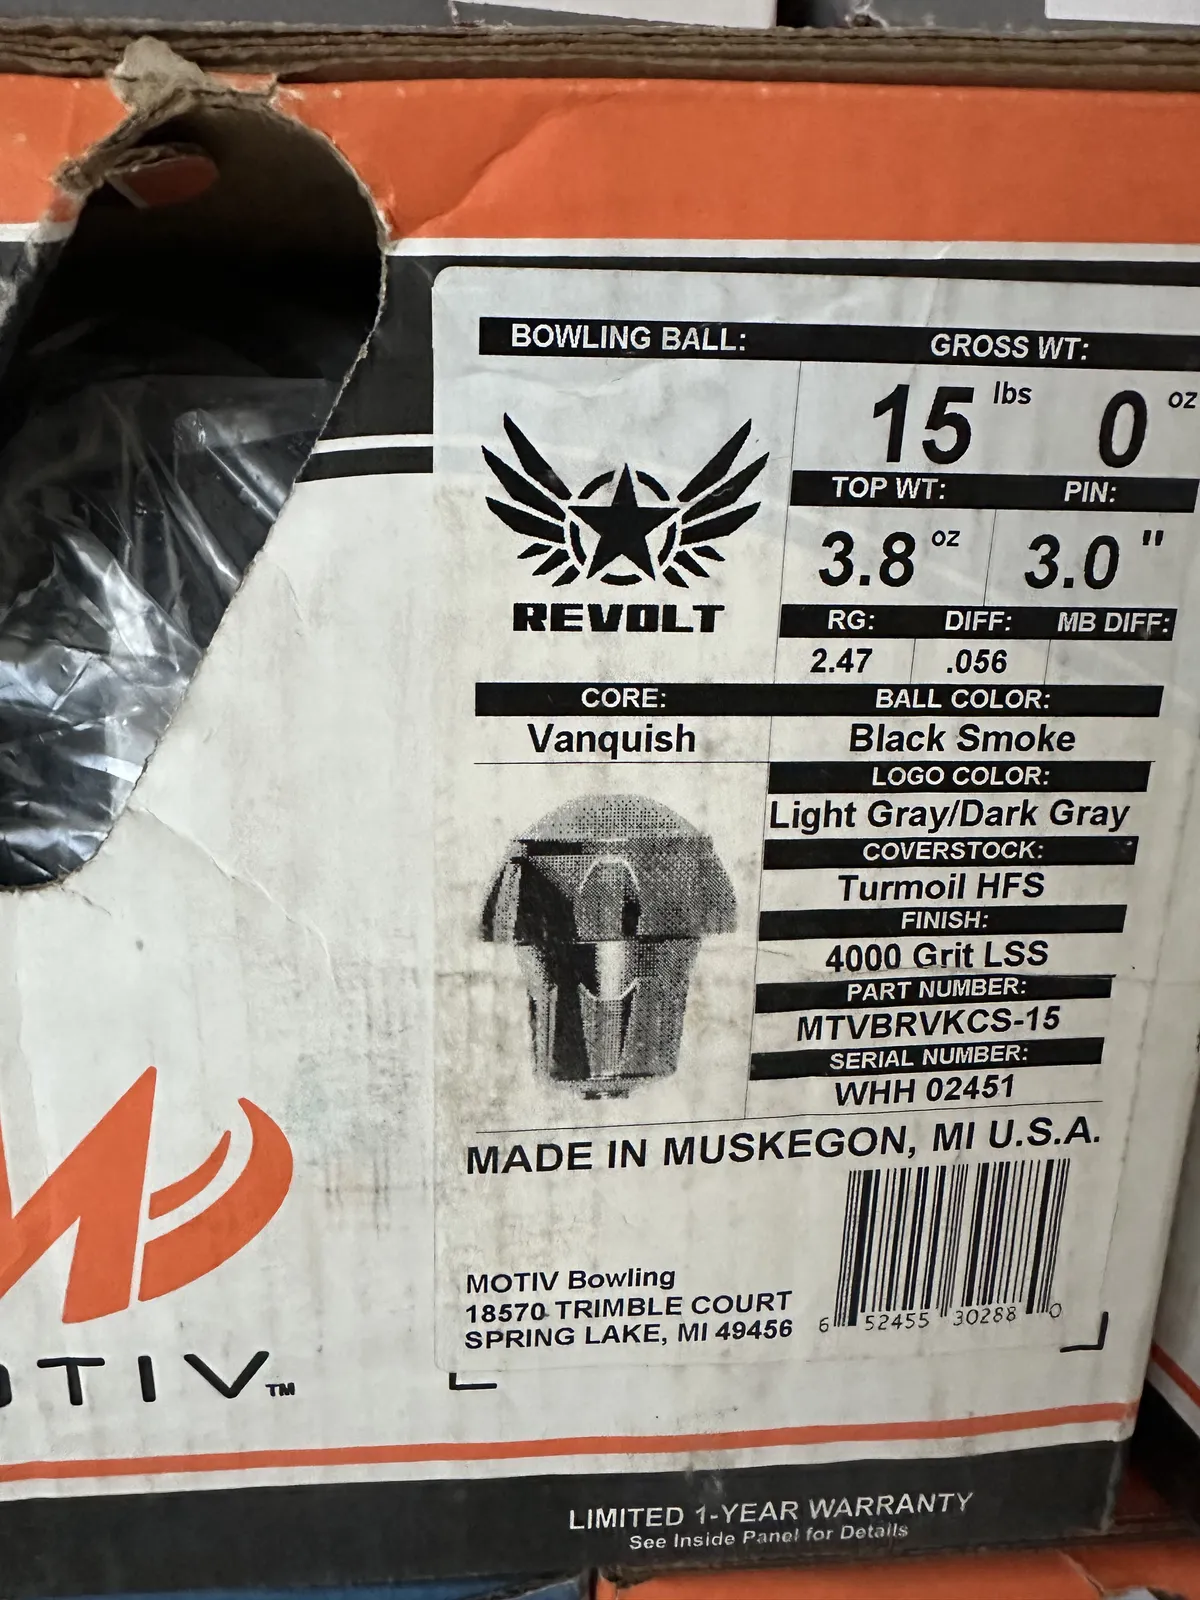 BOWLING BALL:
GROSS WT:
15 lbs 0 oz
TOP WT: PIN:
3.8 oz 3.0 "
REVOLT
RG: DIFF: MB DIFF:
2.47 .056
CORE: BALL COLOR:
Vanquish Black Smoke
LOGO COLOR:
Light Gray/Dark Gray
COVERSTOCK:
Turmoil HFS
FINISH:
4000 Grit LSS
PART NUMBER:
MTVBRVKCS-15
SERIAL NUMBER:
WHH 02451
MADE IN MUSKEGON, MI U.S.A.
MOTIV Bowling
18570 TRIMBLE COURT
SPRING LAKE, MI 49456
6 52455 30288 0
OTIV™
LIMITED 1-YEAR WARRANTY
See Inside Panel for Details